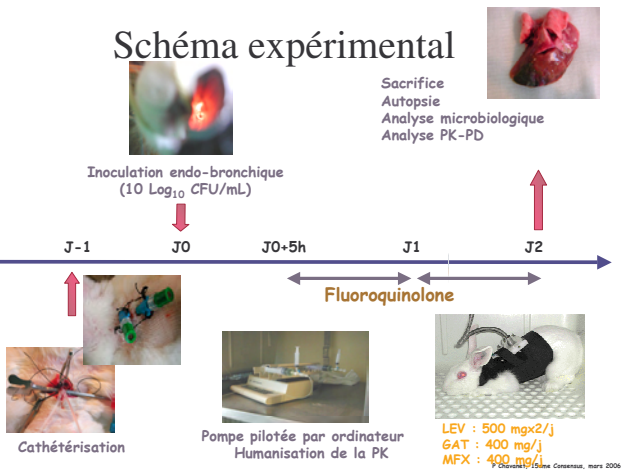 Schéma expérimental
Sacrifice
Autopsie
Analyse microbiologique
Analyse PK-PD
Inoculation endo-bronchique
(10 Log10 CFU/mL)
J-1
J0
J0+5h
J1
J2
Fluoroquinolone
Cathétérisation
Pompe pilotée par ordinateur
Humanisation de la PK
LEV : 500 mgx2/j
GAT : 400 mg/j
MFX : 400 mg/j
P Chavanet, 15ème Consensus, mars 2006